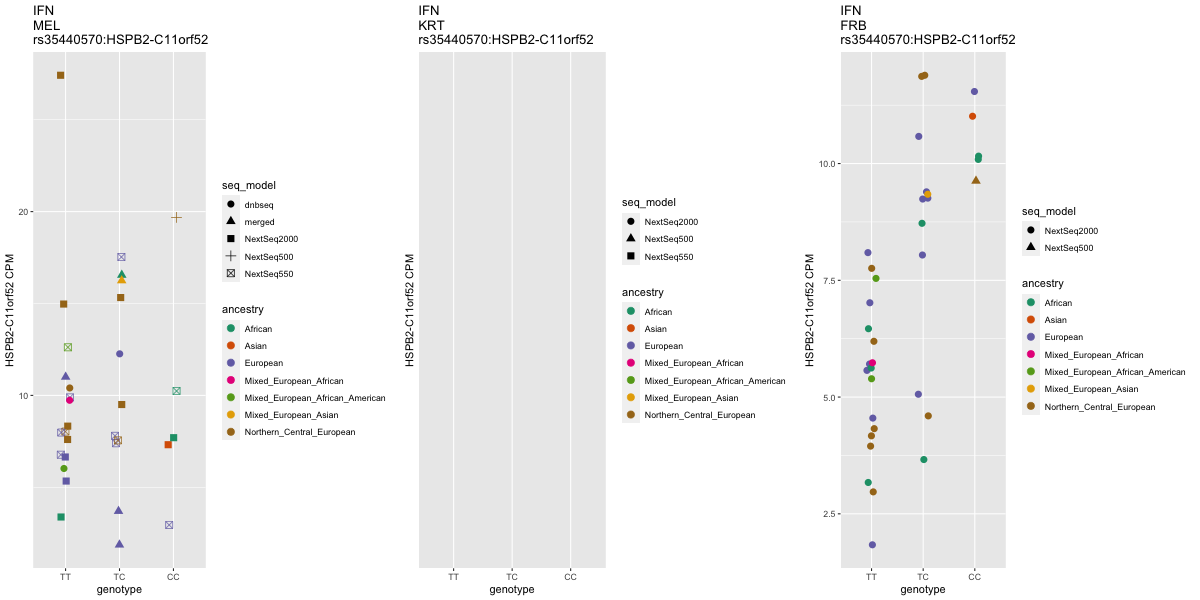 IFN
MEL
rs35440570:HSPB2-C11orf52
HSPB2-C11orf52 CPM
20
10
TT
TC
CC
genotype
seq_model
dnbseq
merged
NextSeq2000
NextSeq500
NextSeq550
ancestry
African
Asian
European
Mixed_European_African
Mixed_European_African_American
Mixed_European_Asian
Northern_Central_European
IFN
KRT
rs35440570:HSPB2-C11orf52
HSPB2-C11orf52 CPM
TT
TC
CC
genotype
seq_model
NextSeq2000
NextSeq500
NextSeq550
ancestry
African
Asian
European
Mixed_European_African
Mixed_European_African_American
Mixed_European_Asian
Northern_Central_European
IFN
FRB
rs35440570:HSPB2-C11orf52
HSPB2-C11orf52 CPM
10.0
7.5
5.0
2.5
TT
TC
CC
genotype
seq_model
NextSeq2000
NextSeq500
ancestry
African
Asian
European
Mixed_European_African
Mixed_European_African_American
Mixed_European_Asian
Northern_Central_European